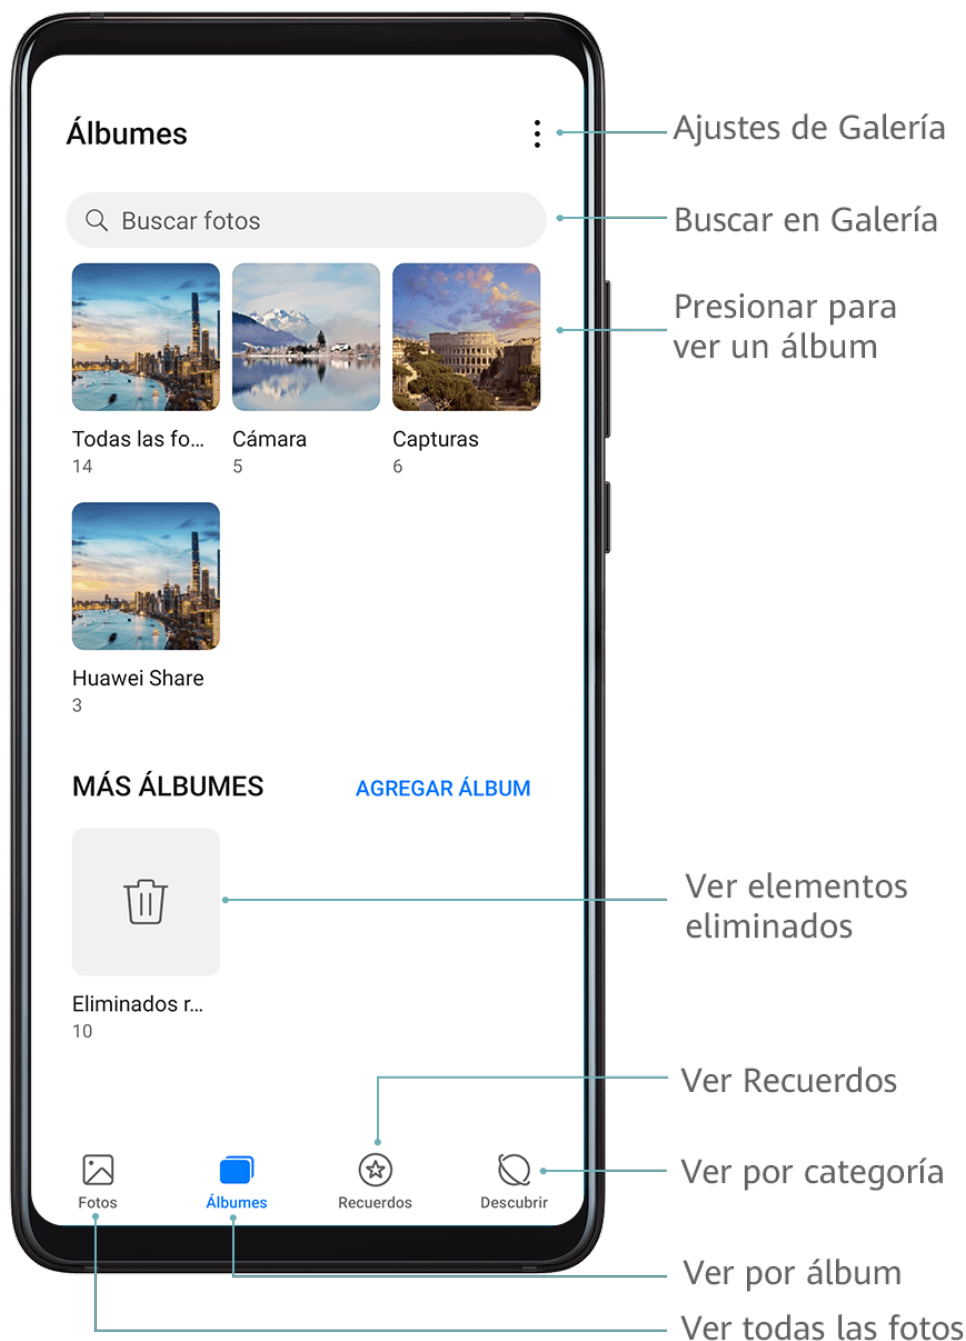 Álbumes
Ajustes de Galería
Buscar fotos
Buscar en Galería
Presionar para
ver un álbum
Todas las fo...
14
Cámara
5
Capturas
6
Huawei Share
3
MÁS ÁLBUMES
AGREGAR ÁLBUM
Ver elementos
eliminados
Eliminados r...
10
Ver Recuerdos
Ver por categoría
Fotos
Álbumes
Recuerdos
Descubrir
Ver por álbum
Ver todas las fotos